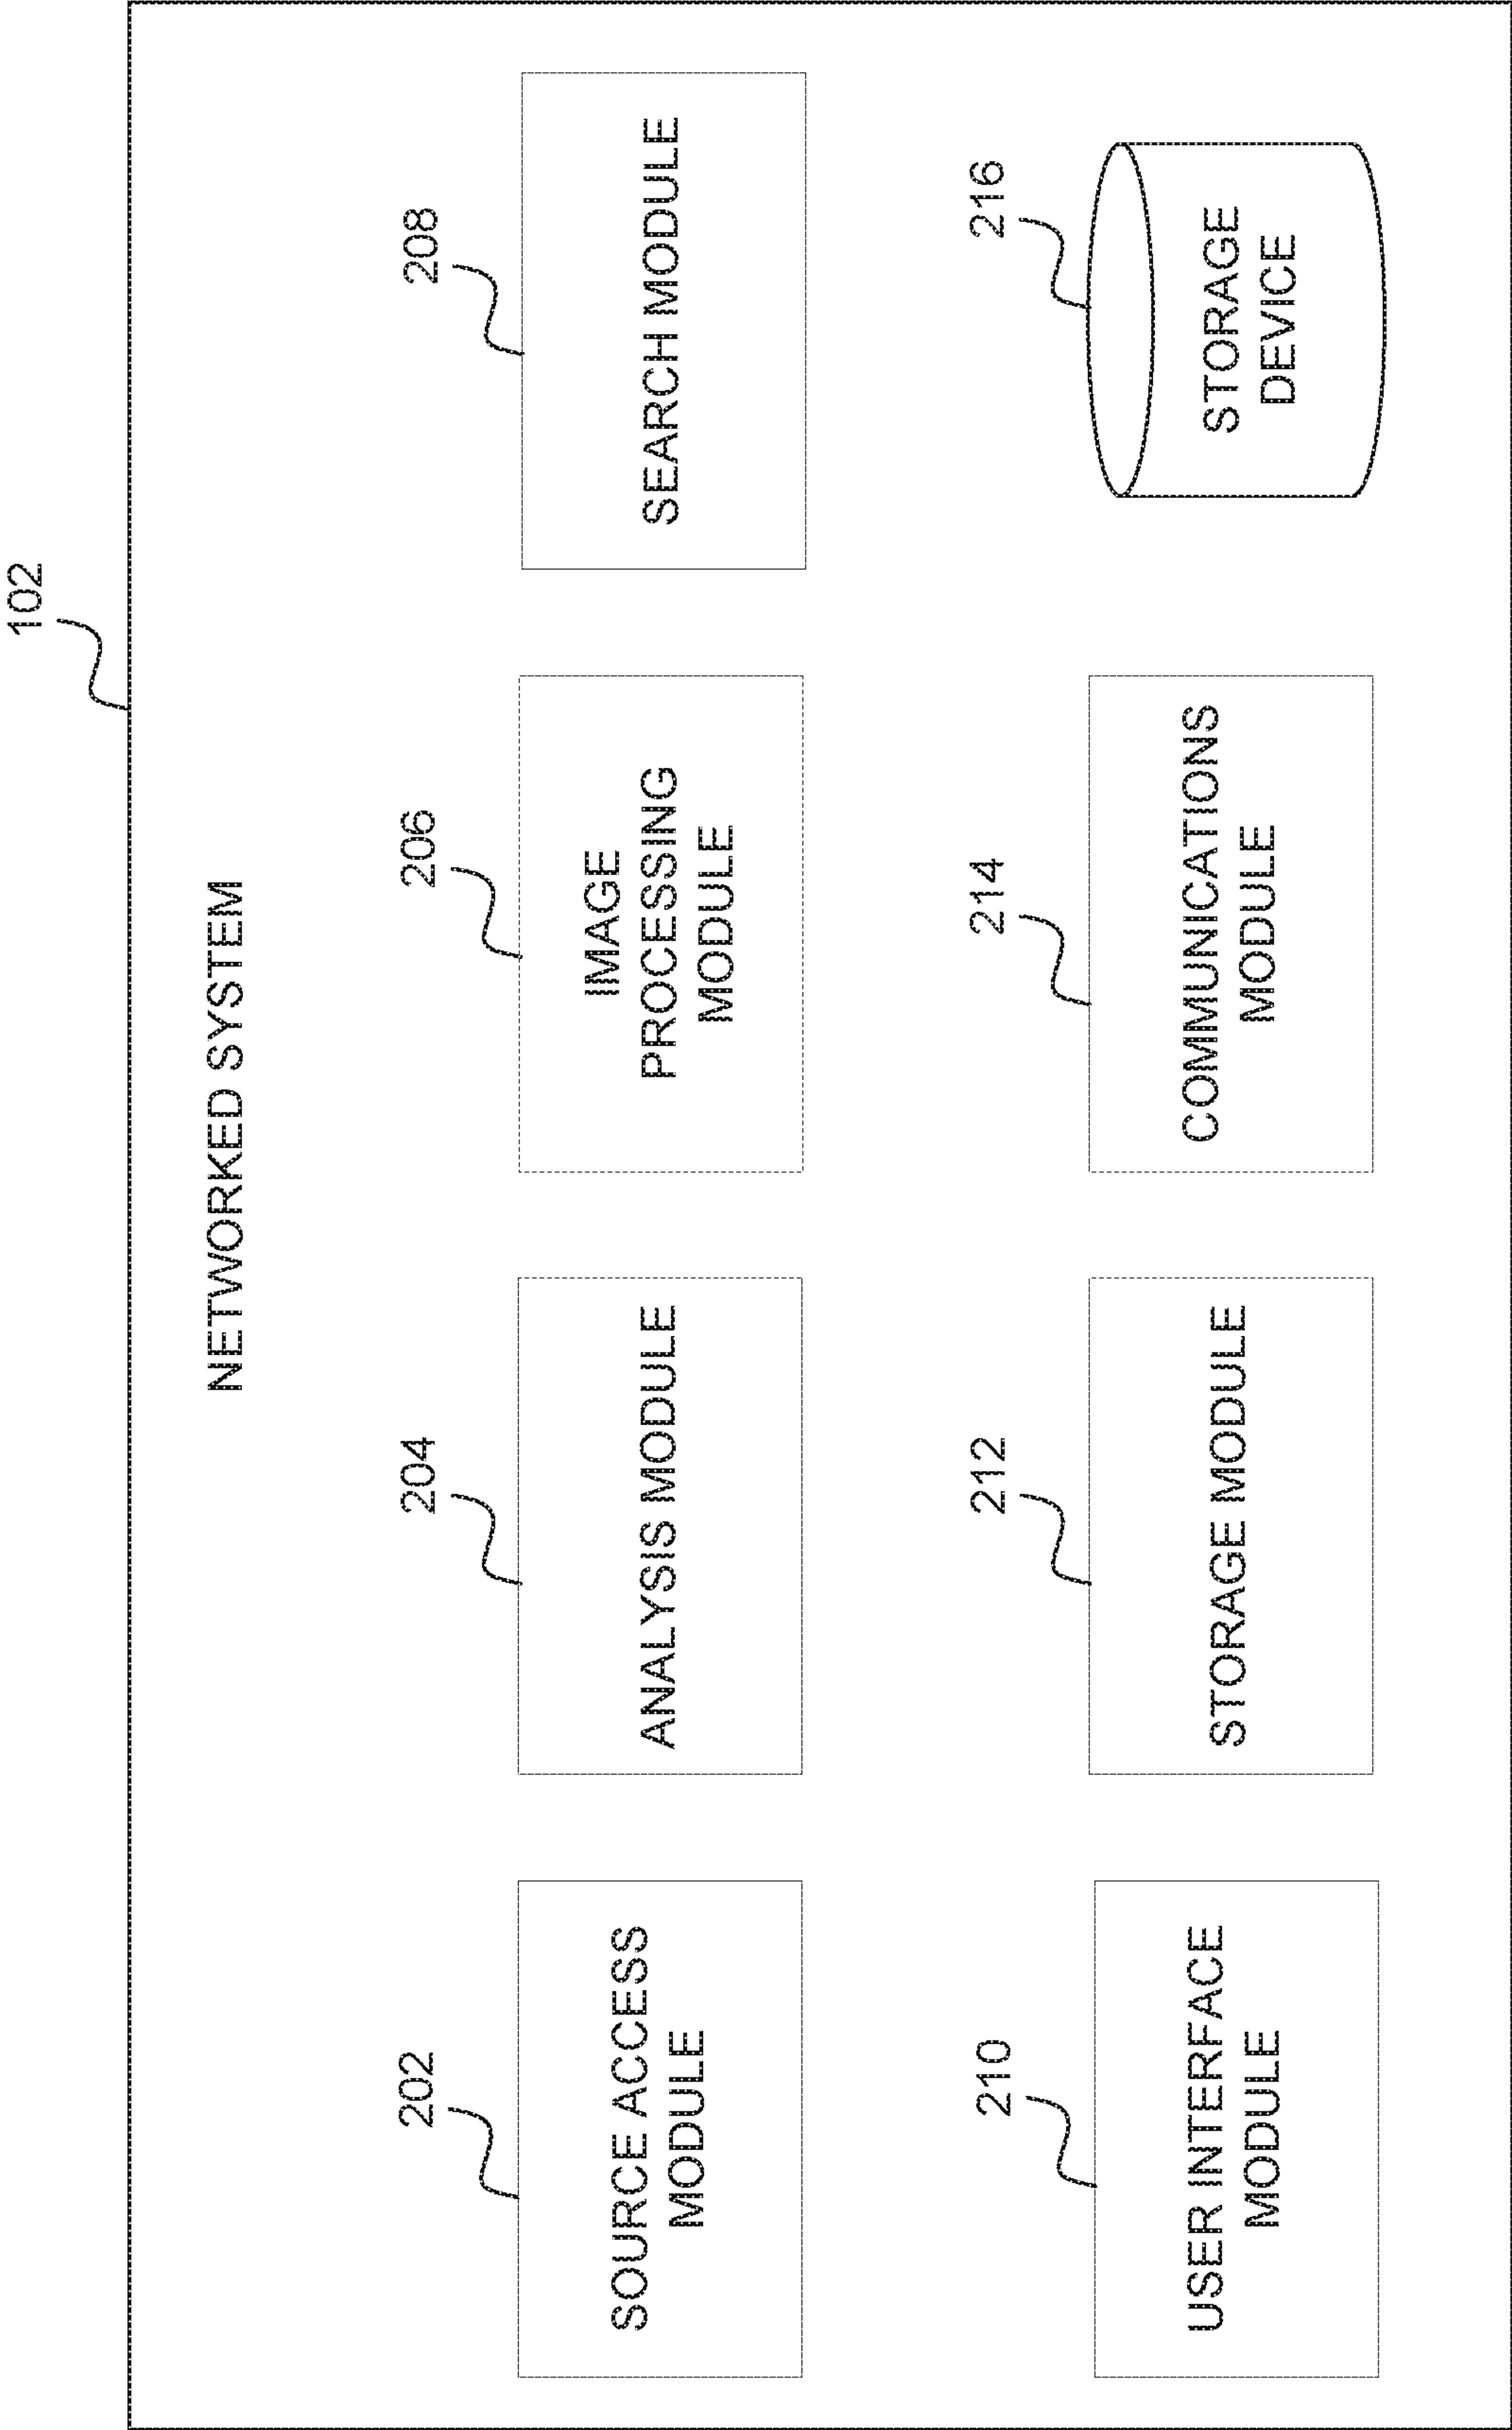 102
NETWORKED SYSTEM
202
SOURCE ACCESS
MODULE
204
ANALYSIS MODULE
206
IMAGE
PROCESSING
MODULE
208
SEARCH MODULE
210
USER INTERFACE
MODULE
212
STORAGE MODULE
214
COMMUNICATIONS
MODULE
216
STORAGE
DEVICE